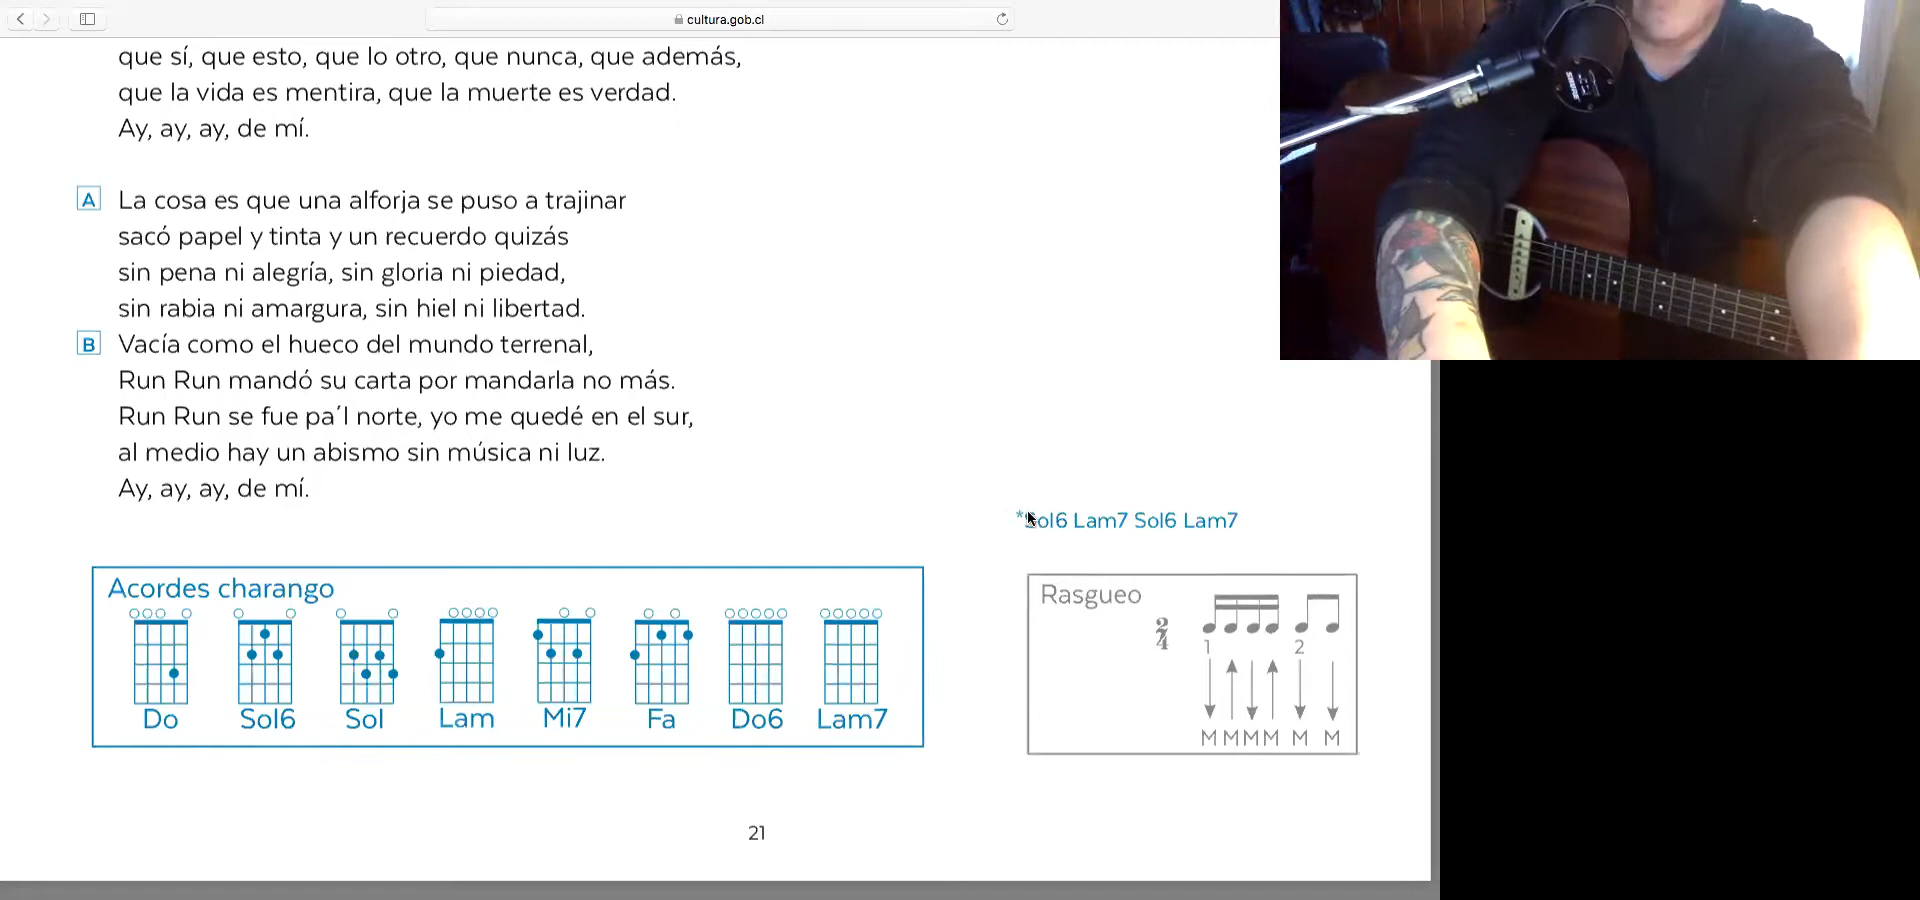 cultura.gob.cl
que sí, que esto, que lo otro, que nunca, que además,
que la vida es mentira, que la muerte es verdad.
Ay, ay, ay, de mí.
A La cosa es que una alforja se puso a trajinar
sacó papel y tinta y un recuerdo quizás
sin pena ni alegría, sin gloria ni piedad,
sin rabia ni amargura, sin hiel ni libertad.
B Vacía como el hueco del mundo terrenal,
Run Run mandó su carta por mandarla no más.
Run Run se fue pa´l norte, yo me quedé en el sur,
al medio hay un abismo sin música ni luz.
Ay, ay, ay, de mí.
*Sol6 Lam7 Sol6 Lam7
Acordes charango
Do Sol6 Sol Lam Mi7 Fa Do6 Lam7
Rasgueo
2/4
1 2
M M M M M M
21